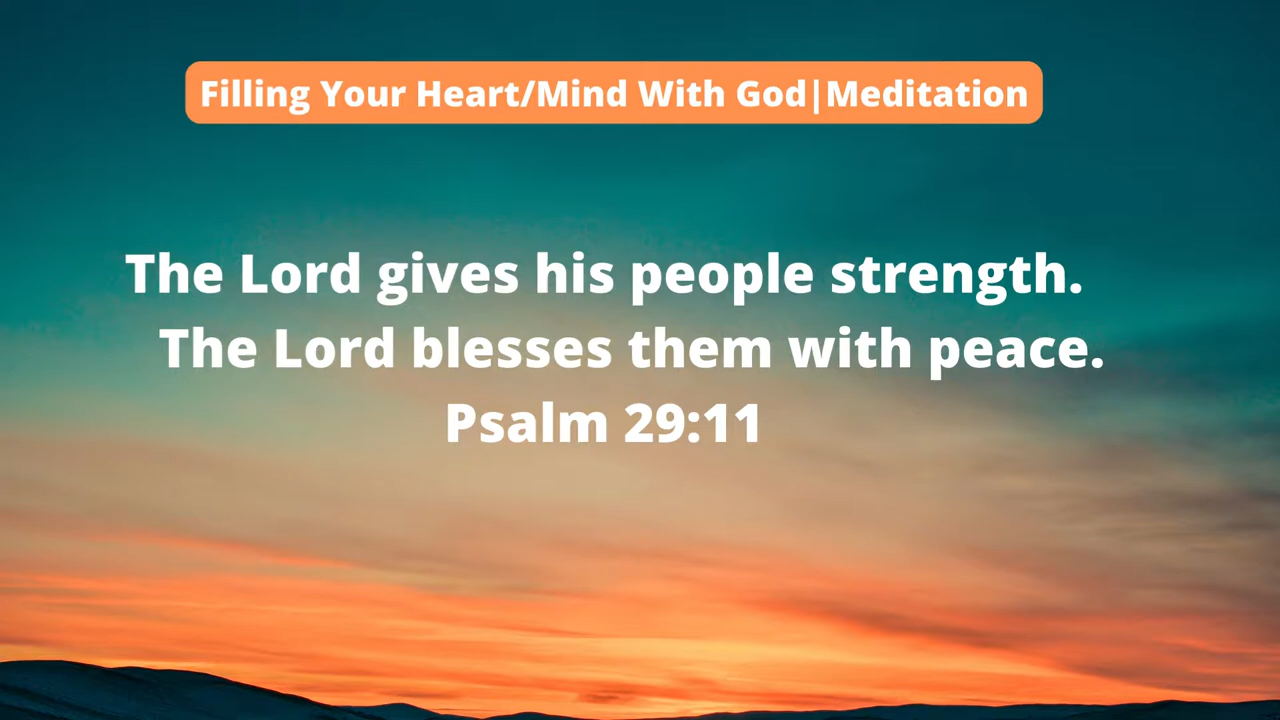 Filling Your Heart/Mind With God|Meditation
The Lord gives his people strength.
The Lord blesses them with peace.
Psalm 29:11